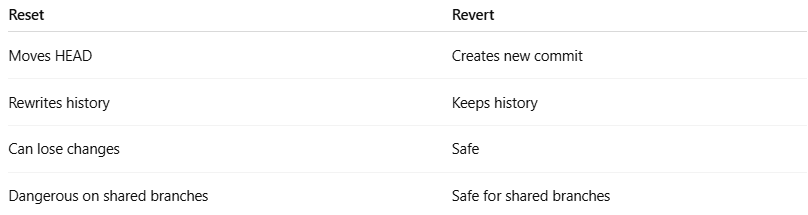 Reset Revert
Moves HEAD Creates new commit
Rewrites history Keeps history
Can lose changes Safe
Dangerous on shared branches Safe for shared branches